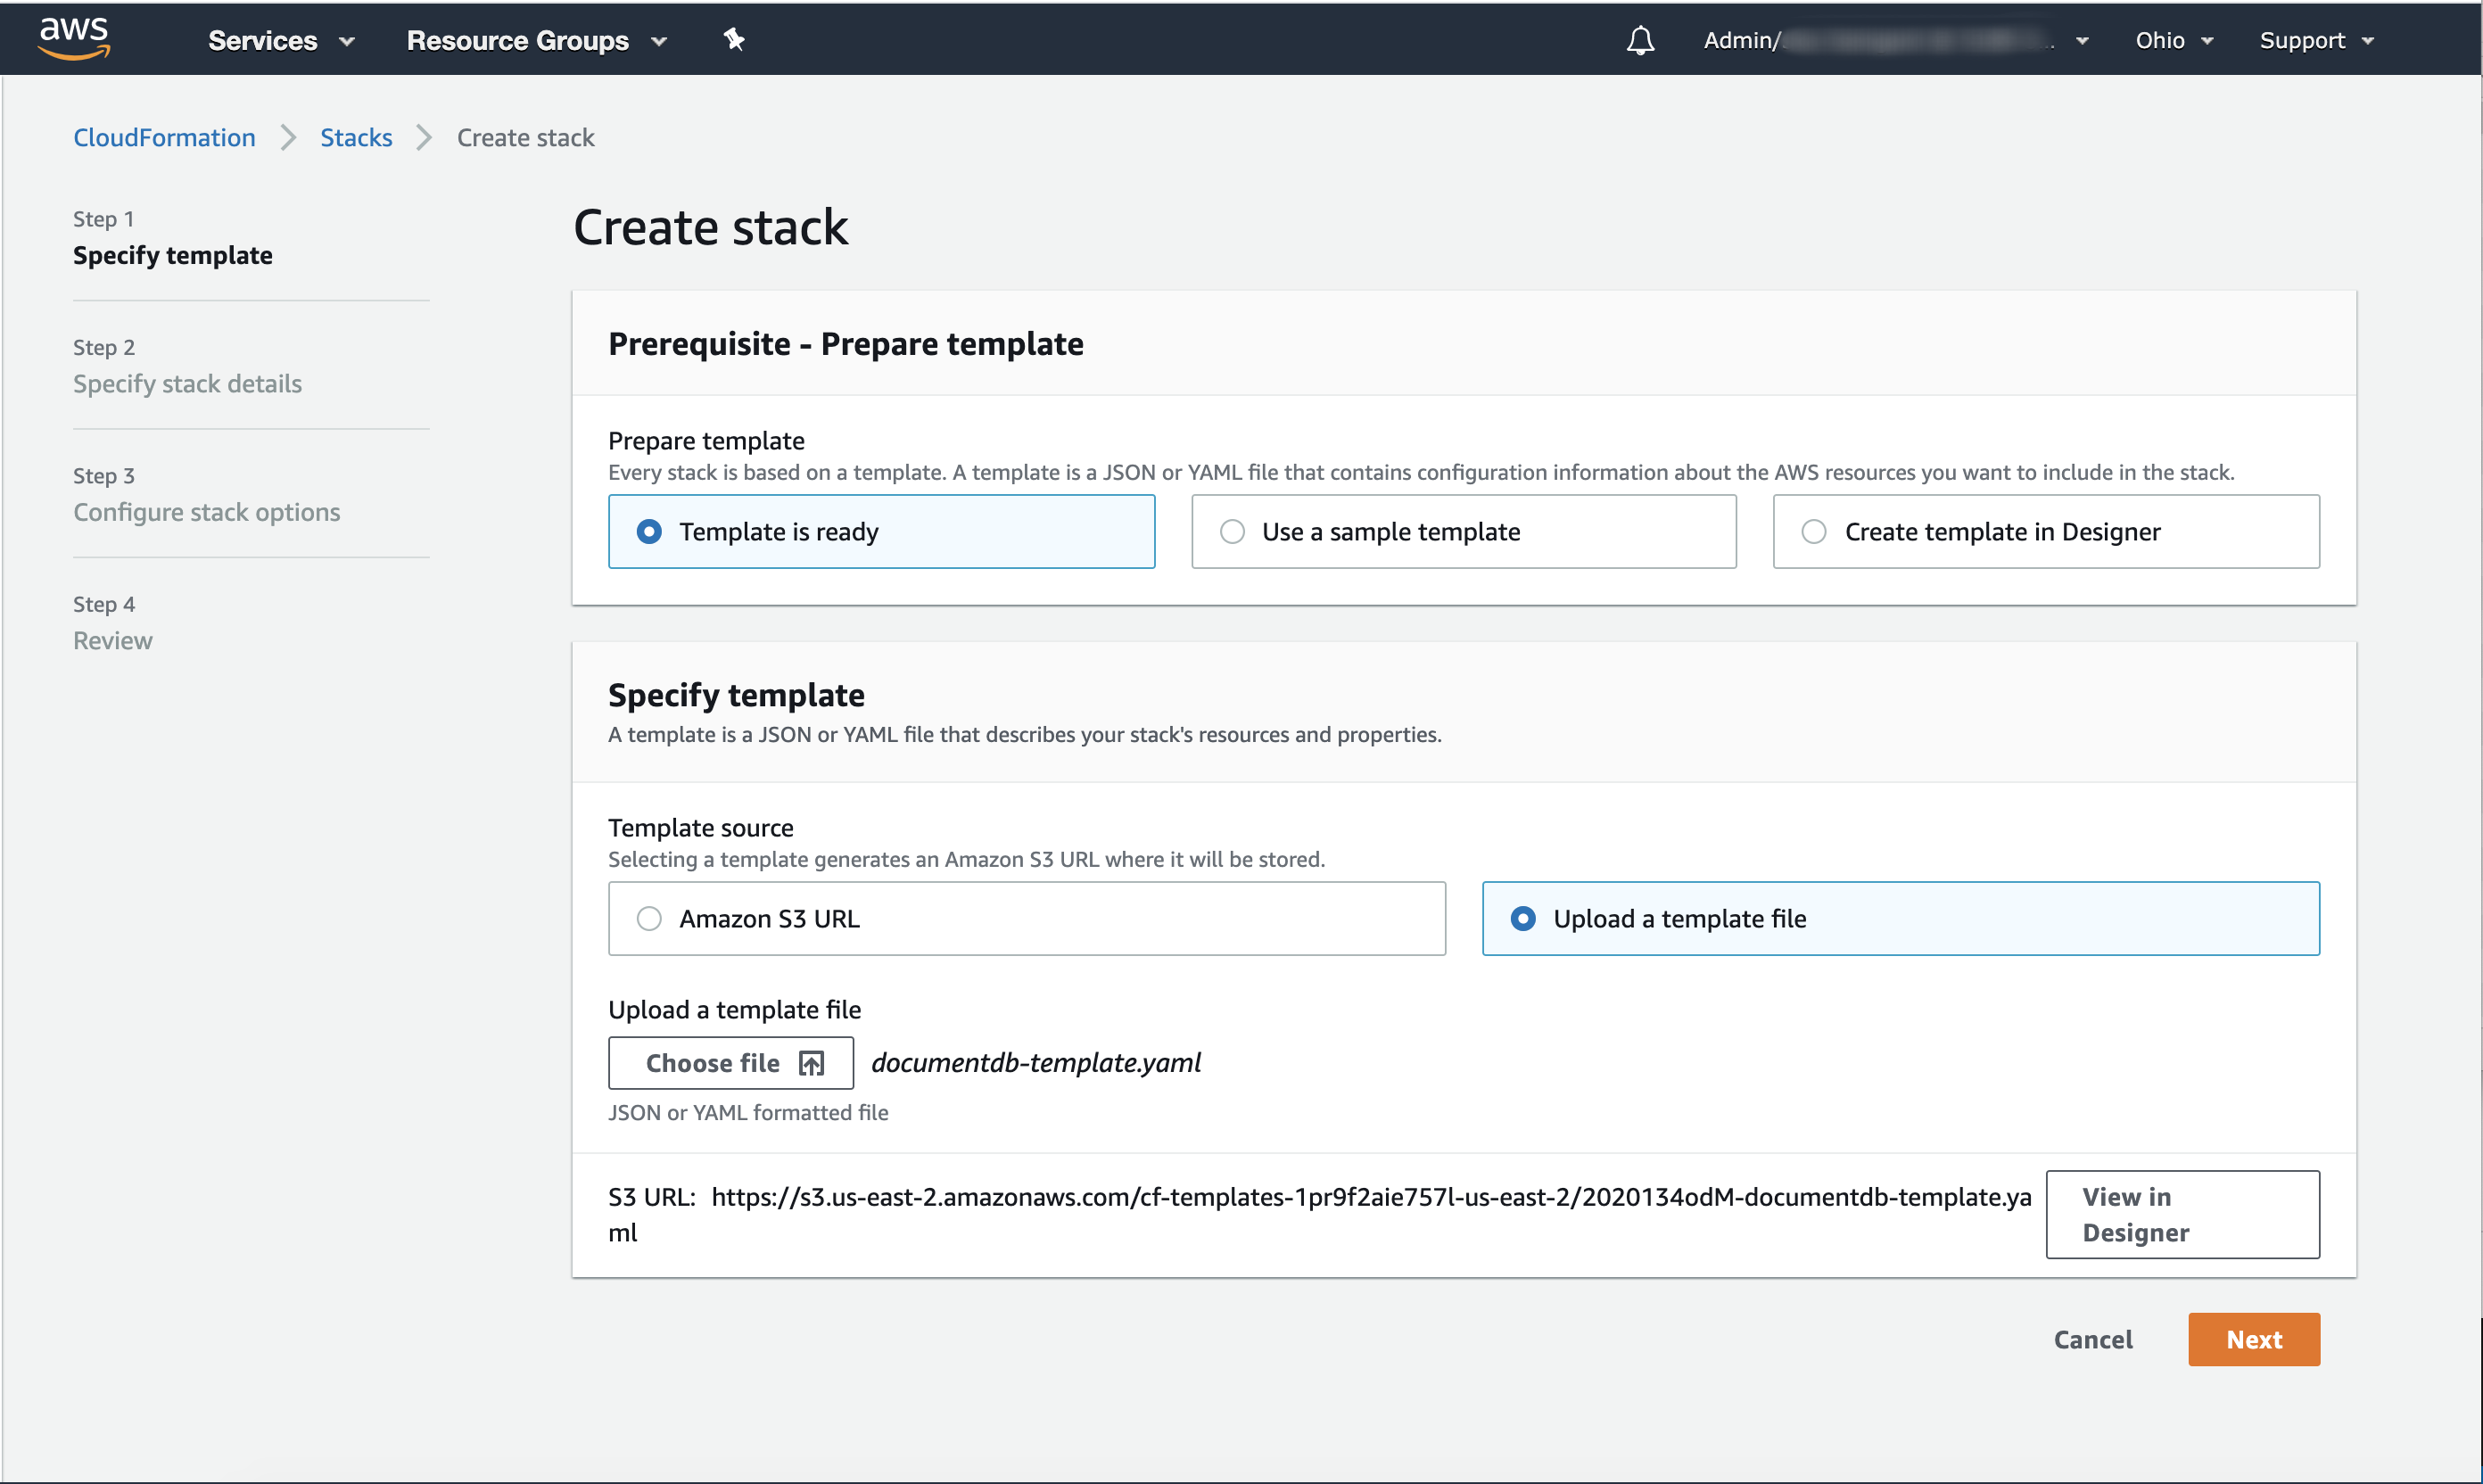 aws Services Resource Groups Admin/ Ohio Support
CloudFormation Stacks Create stack
Step 1
Specify template
Step 2
Specify stack details
Step 3
Configure stack options
Step 4
Review
Create stack
Prerequisite - Prepare template
Prepare template
Every stack is based on a template. A template is a JSON or YAML file that contains configuration information about the AWS resources you want to include in the stack.
Template is ready Use a sample template Create template in Designer
Specify template
A template is a JSON or YAML file that describes your stack's resources and properties.
Template source
Selecting a template generates an Amazon S3 URL where it will be stored.
Amazon S3 URL Upload a template file
Upload a template file
Choose file documentdb-template.yaml
JSON or YAML formatted file
S3 URL: https://s3.us-east-2.amazonaws.com/cf-templates-1pr9f2aie757l-us-east-2/2020134odM-documentdb-template.ya
ml
View in
Designer
Cancel Next